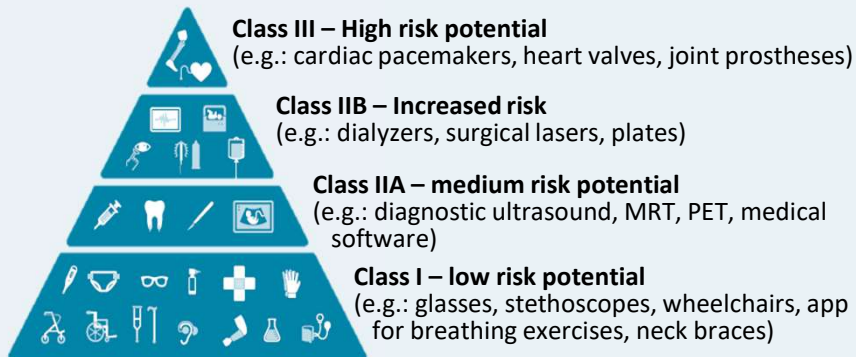 Class III – High risk potential
(e.g.: cardiac pacemakers, heart valves, joint prostheses)
Class IIB – Increased risk
(e.g.: dialyzers, surgical lasers, plates)
Class IIA – medium risk potential
(e.g.: diagnostic ultrasound, MRT, PET, medical
software)
Class I – low risk potential
(e.g.: glasses, stethoscopes, wheelchairs, app
for breathing exercises, neck braces)